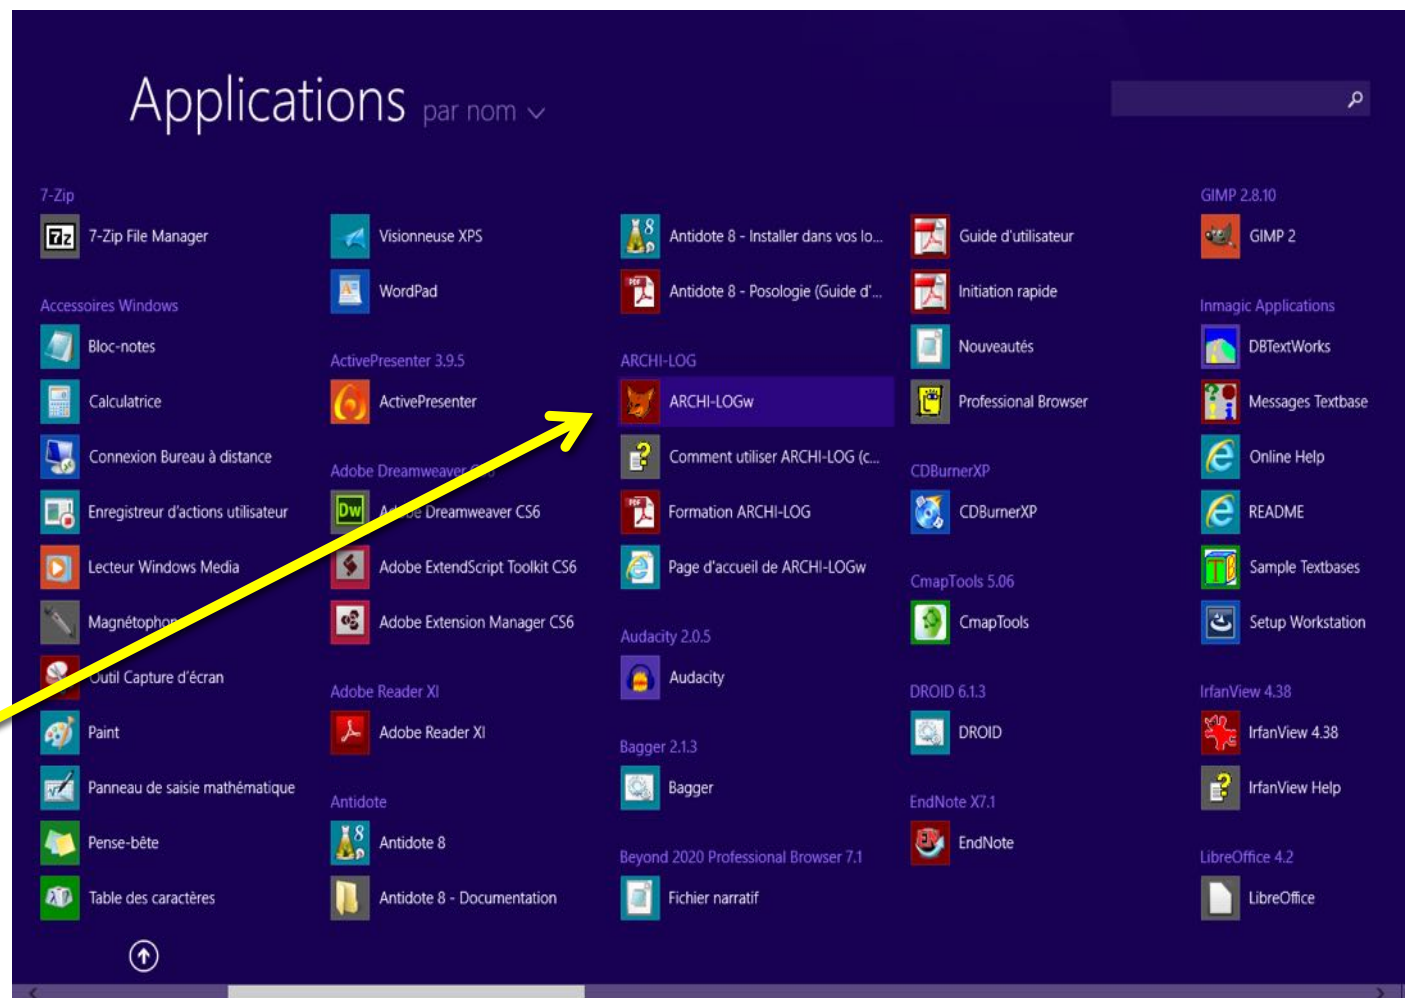 Applications par nom
7-Zip
7-Zip File Manager
Accessoires Windows
Bloc-notes
Calculatrice
Connexion Bureau à distance
Enregistreur d'actions utilisateur
Lecteur Windows Media
Magnétophone
Outil Capture d'écran
Paint
Panneau de saisie mathématique
Pense-bête
Table des caractères
Visionneuse XPS
WordPad
ActivePresenter 3.9.5
ActivePresenter
Adobe Dreamweaver CS6
Adobe Dreamweaver CS6
Adobe ExtendScript Toolkit CS6
Adobe Extension Manager CS6
Adobe Reader XI
Adobe Reader XI
Antidote
Antidote 8
Antidote 8 - Documentation
Antidote 8 - Installer dans vos lo...
Antidote 8 - Posologie (Guide d'...
ARCHI-LOG
ARCHI-LOGw
Comment utiliser ARCHI-LOG (c...
Formation ARCHI-LOG
Page d'accueil de ARCHI-LOGw
Audacity 2.0.5
Audacity
Bagger 2.1.3
Bagger
Beyond 2020 Professional Browser 7.1
Fichier narratif
Guide d'utilisateur
Initiation rapide
Nouveautés
Professional Browser
CDBurnerXP
CDBurnerXP
CmapTools 5.06
CmapTools
DROID 6.1.3
DROID
EndNote X7.1
EndNote
GIMP 2.8.10
GIMP 2
Inmagic Applications
DBTextWorks
Messages Textbase
Online Help
README
Sample Textbases
Setup Workstation
IrfanView 4.38
IrfanView 4.38
IrfanView Help
LibreOffice 4.2
LibreOffice